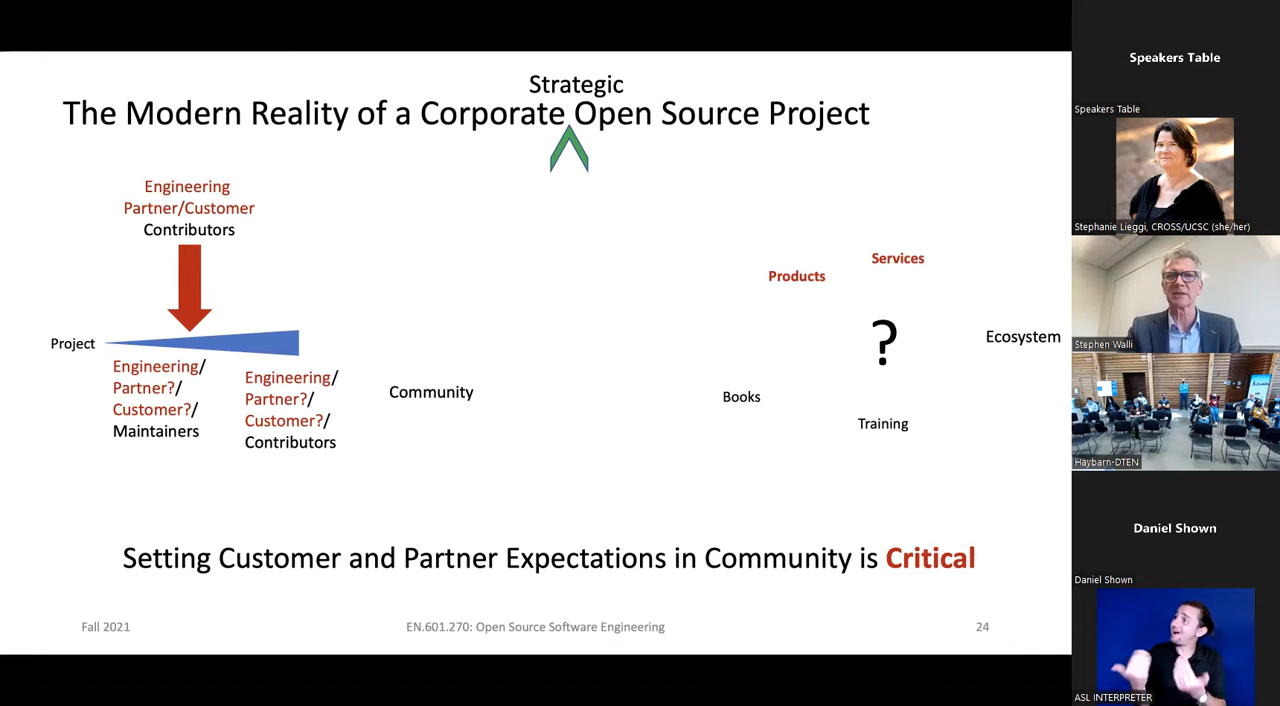 Strategic
The Modern Reality of a Corporate Open Source Project
Engineering
Partner/Customer
Contributors
Services
Products
?
Project
Ecosystem
Engineering/
Partner?/
Customer?/
Maintainers
Engineering/
Partner?/
Customer?/
Contributors
Community
Books
Training
Setting Customer and Partner Expectations in Community is Critical
Fall 2021
EN.601.270: Open Source Software Engineering
24
Speakers Table
Speakers Table
Stephanie Lieggi, CROSS/UCSC (she/her)
Stephen Walli
Haybarn-DTEN
Daniel Shown
Daniel Shown
ASL INTERPRETER